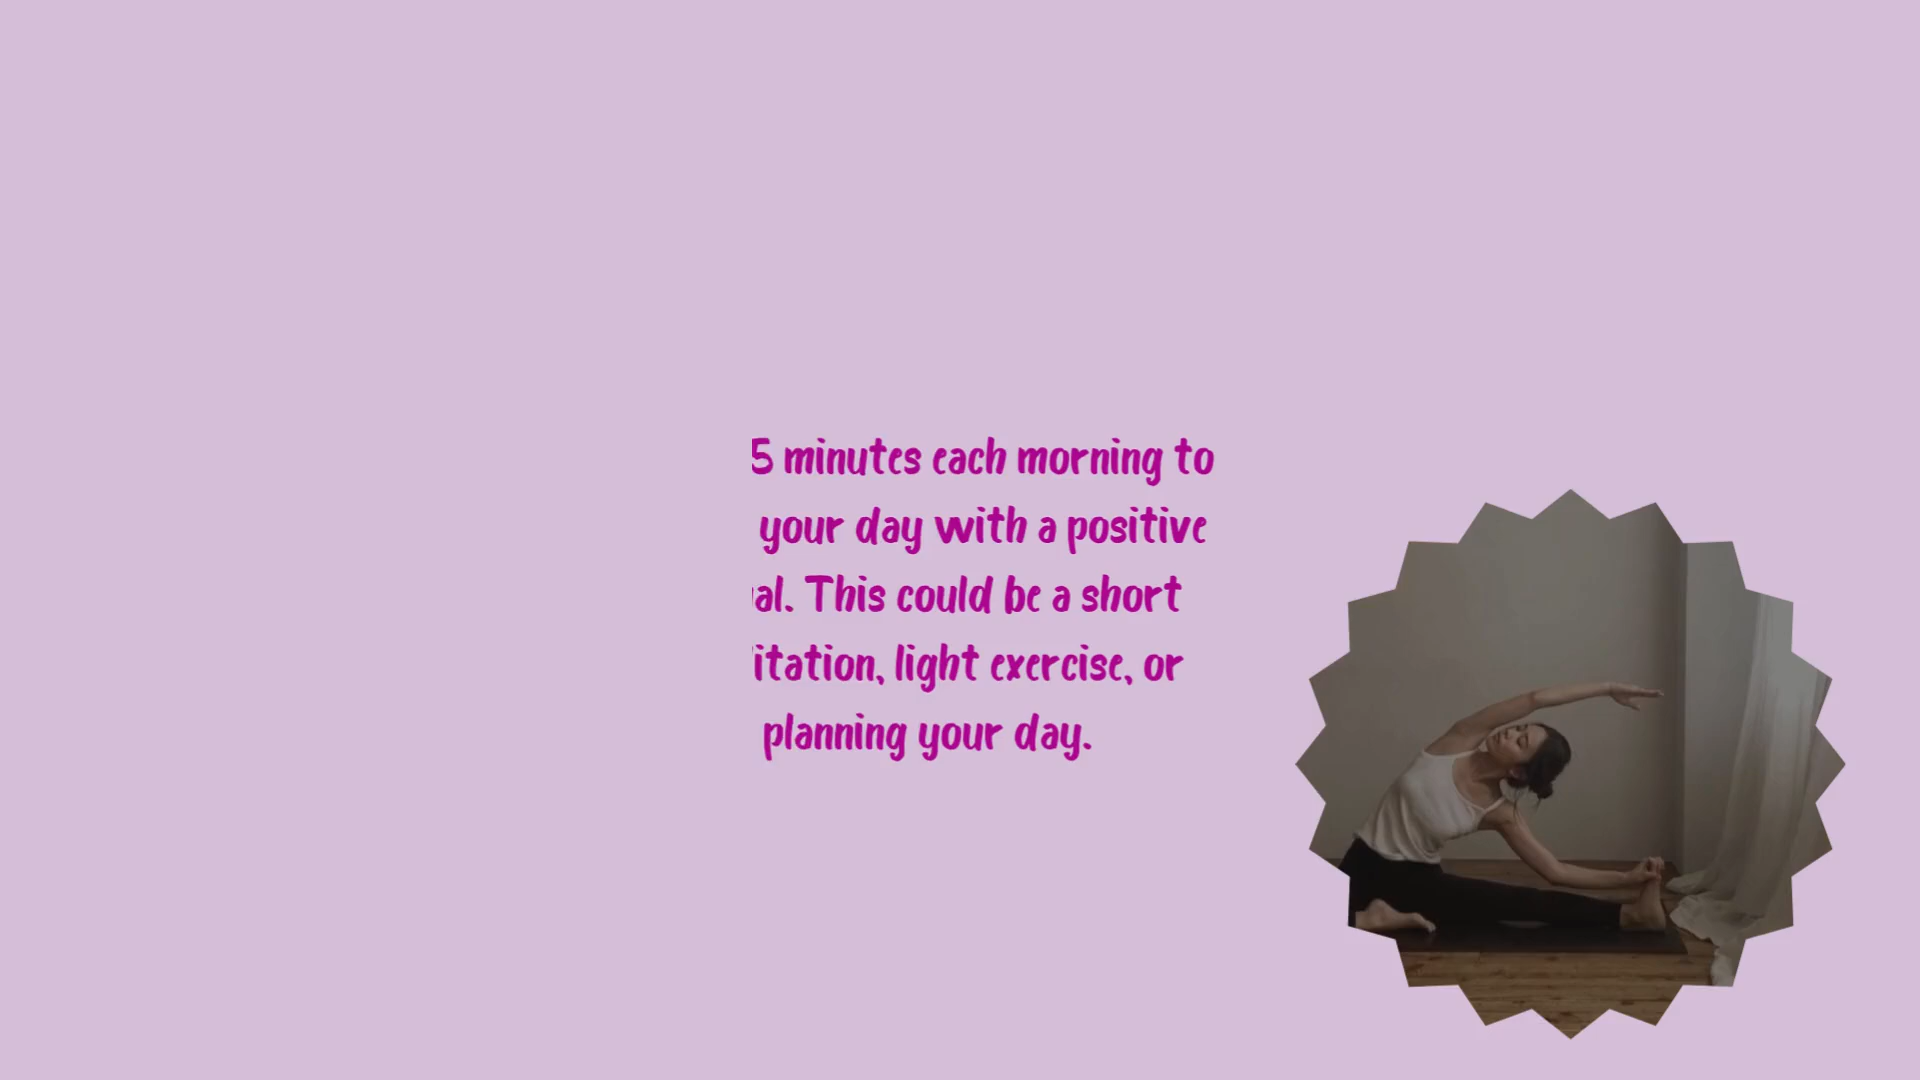 5 minutes each morning to
your day with a positive
al. This could be a short
itation, light exercise, or
planning your day.